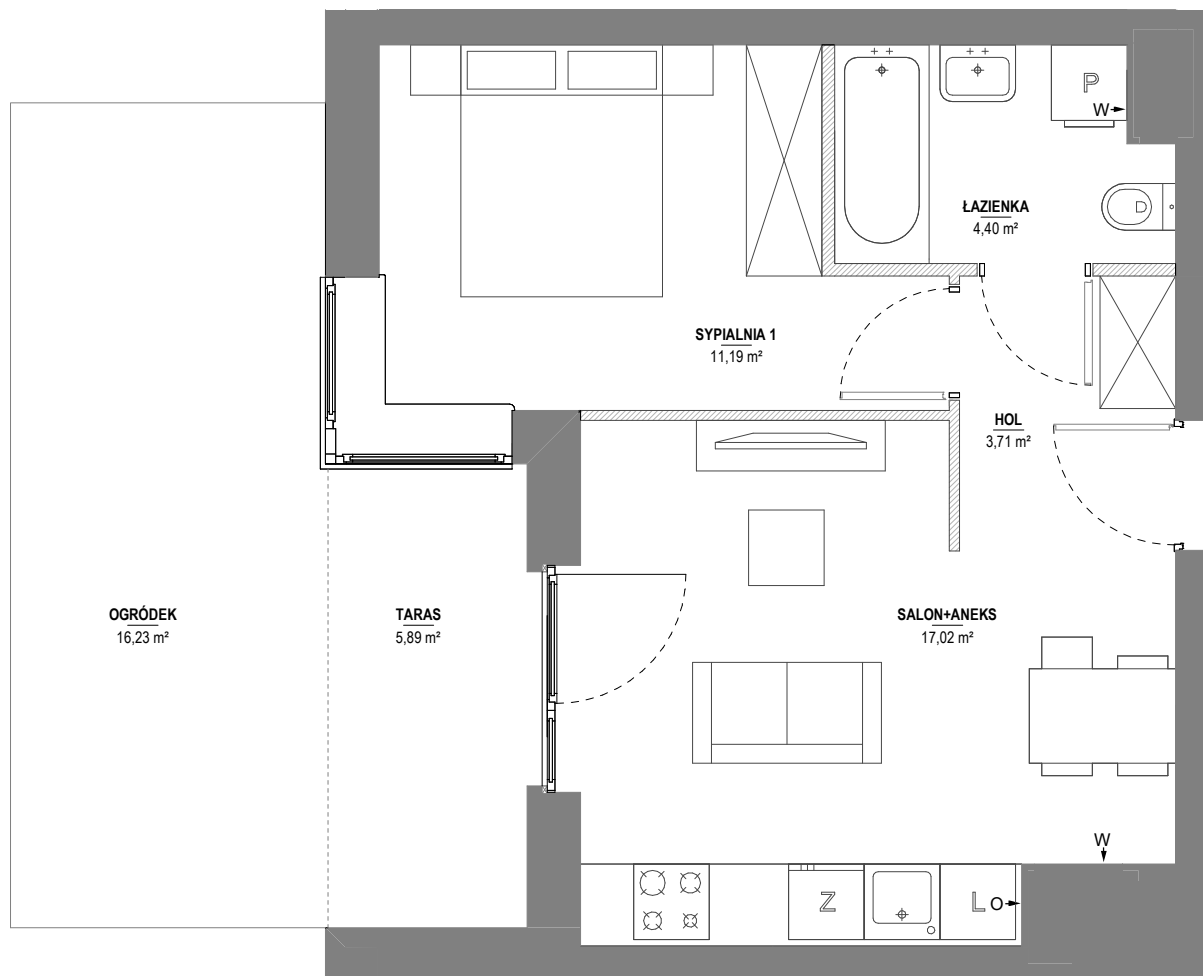 P
W
ŁAZIENKA
4,40 m²
SYPIALNIA 1
11,19 m²
HOL
3,71 m²
OGRÓDEK
16,23 m²
TARAS
5,89 m²
SALON+ANEKS
17,02 m²
W
Z
L
O